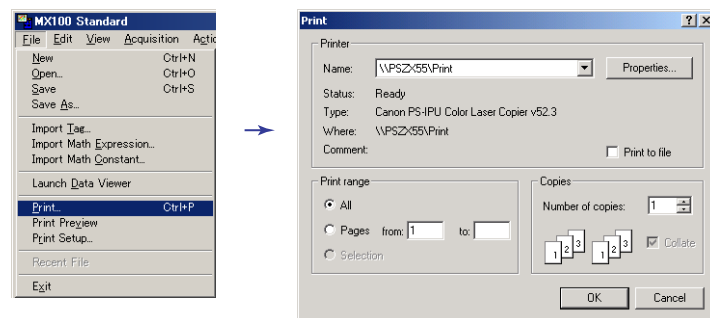 MX100 Standard
File Edit View Acquisition Actio
New Ctrl+N
Open... Ctrl+O
Save Ctrl+S
Save As...
Import Tag...
Import Math Expression...
Import Math Constant...
Launch Data Viewer
Print... Ctrl+P
Print Preview
Print Setup...
Recent File
Exit
Print
Printer
Name: \\PSZX55\Print Properties...
Status: Ready
Type: Canon PS-IPU Color Laser Copier v52.3
Where: \\PSZX55\Print
Comment: Print to file
Print range
All
Pages from: 1 to:
Selection
Copies
Number of copies: 1
1 2 3 1 2 3 Collate
OK Cancel